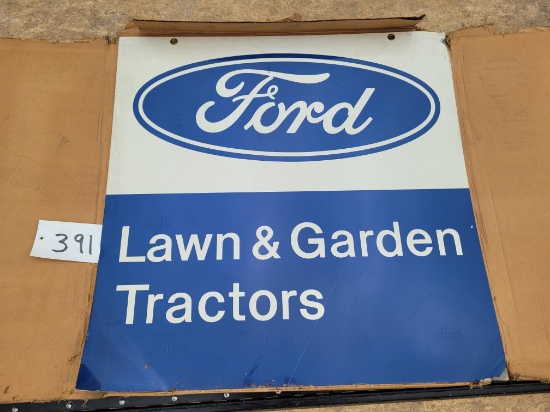 Ford
391
Lawn & Garden
Tractors